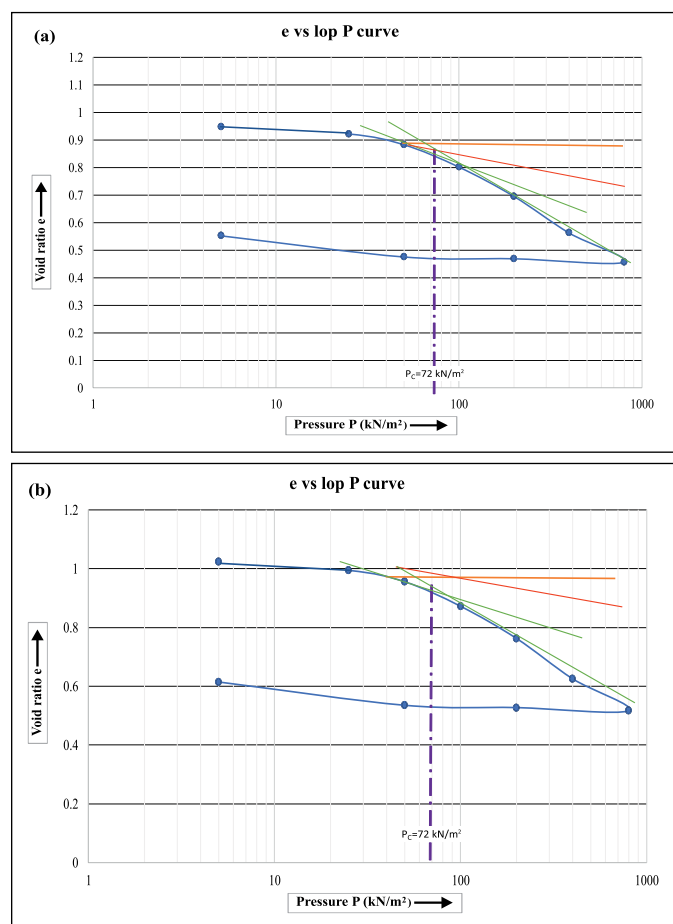 (a)
e vs lop P curve
1.2
1.1
1
0.9
0.8
0.7
0.6
0.5
0.4
0.3
0.2
0.1
0
Void ratio e
P_C=72 kN/m²
1 10 100 1000
Pressure P (kN/m²)
(b)
e vs lop P curve
1.2
1
0.8
0.6
0.4
0.2
0
Void ratio e
P_C=72 kN/m²
1 10 100 1000
Pressure P (kN/m²)